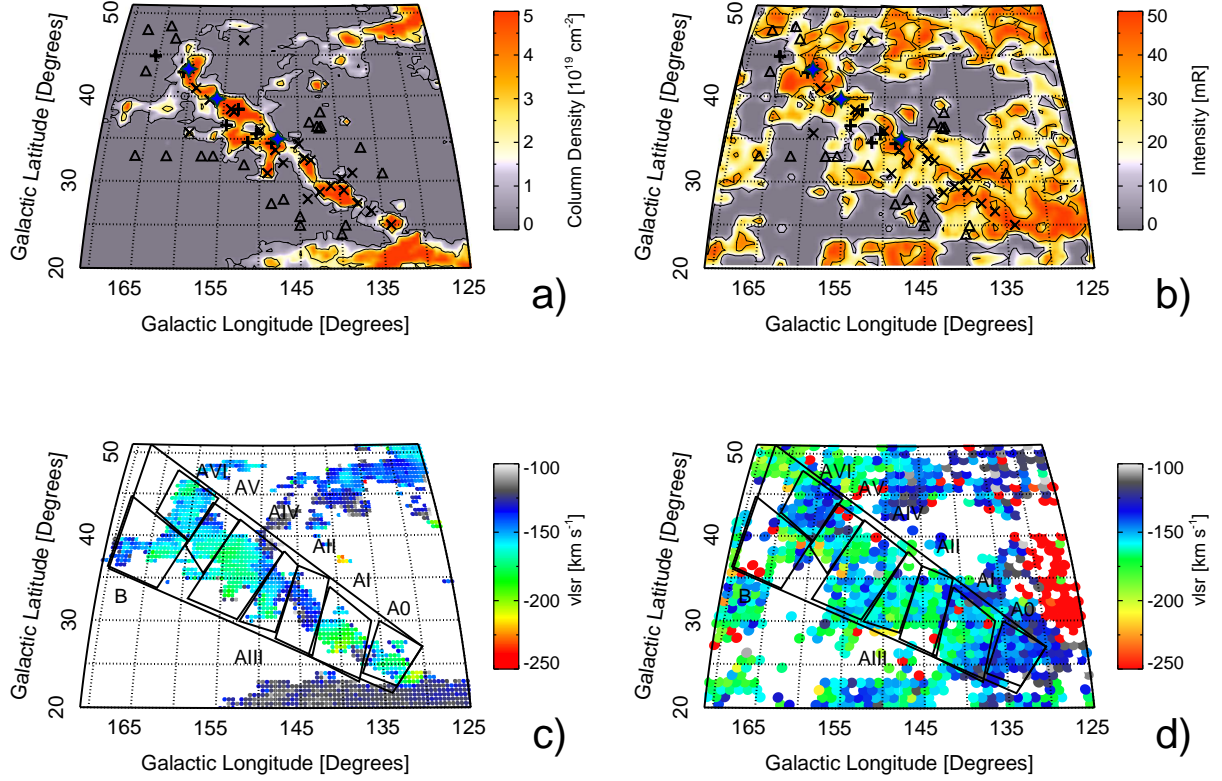 50
40
30
20
Galactic Latitude [Degrees]
165
155
145
135
125
Galactic Longitude [Degrees]
5
4
3
2
1
0
Column Density [10^19 cm^-2]
a)
50
40
30
20
Galactic Latitude [Degrees]
165
155
145
135
125
Galactic Longitude [Degrees]
50
40
30
20
10
0
Intensity [mR]
b)
50
40
30
20
Galactic Latitude [Degrees]
AVI
AV
AIV
AII
AI
A0
B
AIII
165
155
145
135
125
Galactic Longitude [Degrees]
-100
-150
-200
-250
vlsr [km s^-1]
c)
50
40
30
20
Galactic Latitude [Degrees]
AVI
AV
AIV
AII
AI
A0
B
AIII
165
155
145
135
125
Galactic Longitude [Degrees]
-100
-150
-200
-250
vlsr [km s^-1]
d)